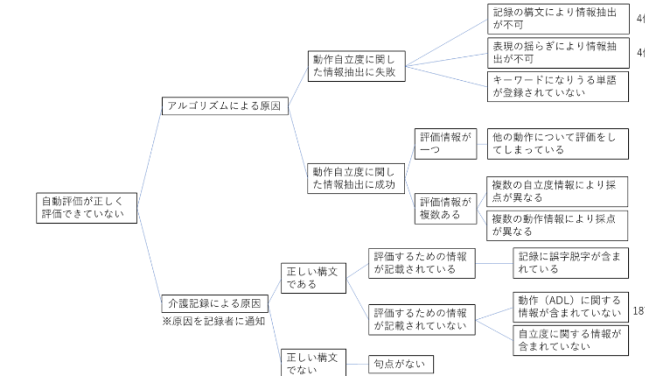 記録の構文により情報抽出
が不可
表現の揺らぎにより情報抽
出が不可
キーワードになりうる単語
が登録されていない
動作自立度に関し
た情報抽出に失敗
アルゴリズムによる原因
評価情報が
一つ
他の動作について評価をし
てしまっている
動作自立度に関し
た情報抽出に成功
評価情報が
複数ある
複数の自立度情報により採
点が異なる
複数の動作情報により採点
が異なる
自動評価が正しく
評価できていない
正しい構文
である
評価するための情報
が記載されている
記録に誤字脱字が含ま
れている
介護記録による原因
※原因を記録者に通知
評価するための情報
が記載されていない
動作（ADL）に関する
情報が含まれていない
自立度に関する情報が
含まれていない
正しい構文
でない
句点がない